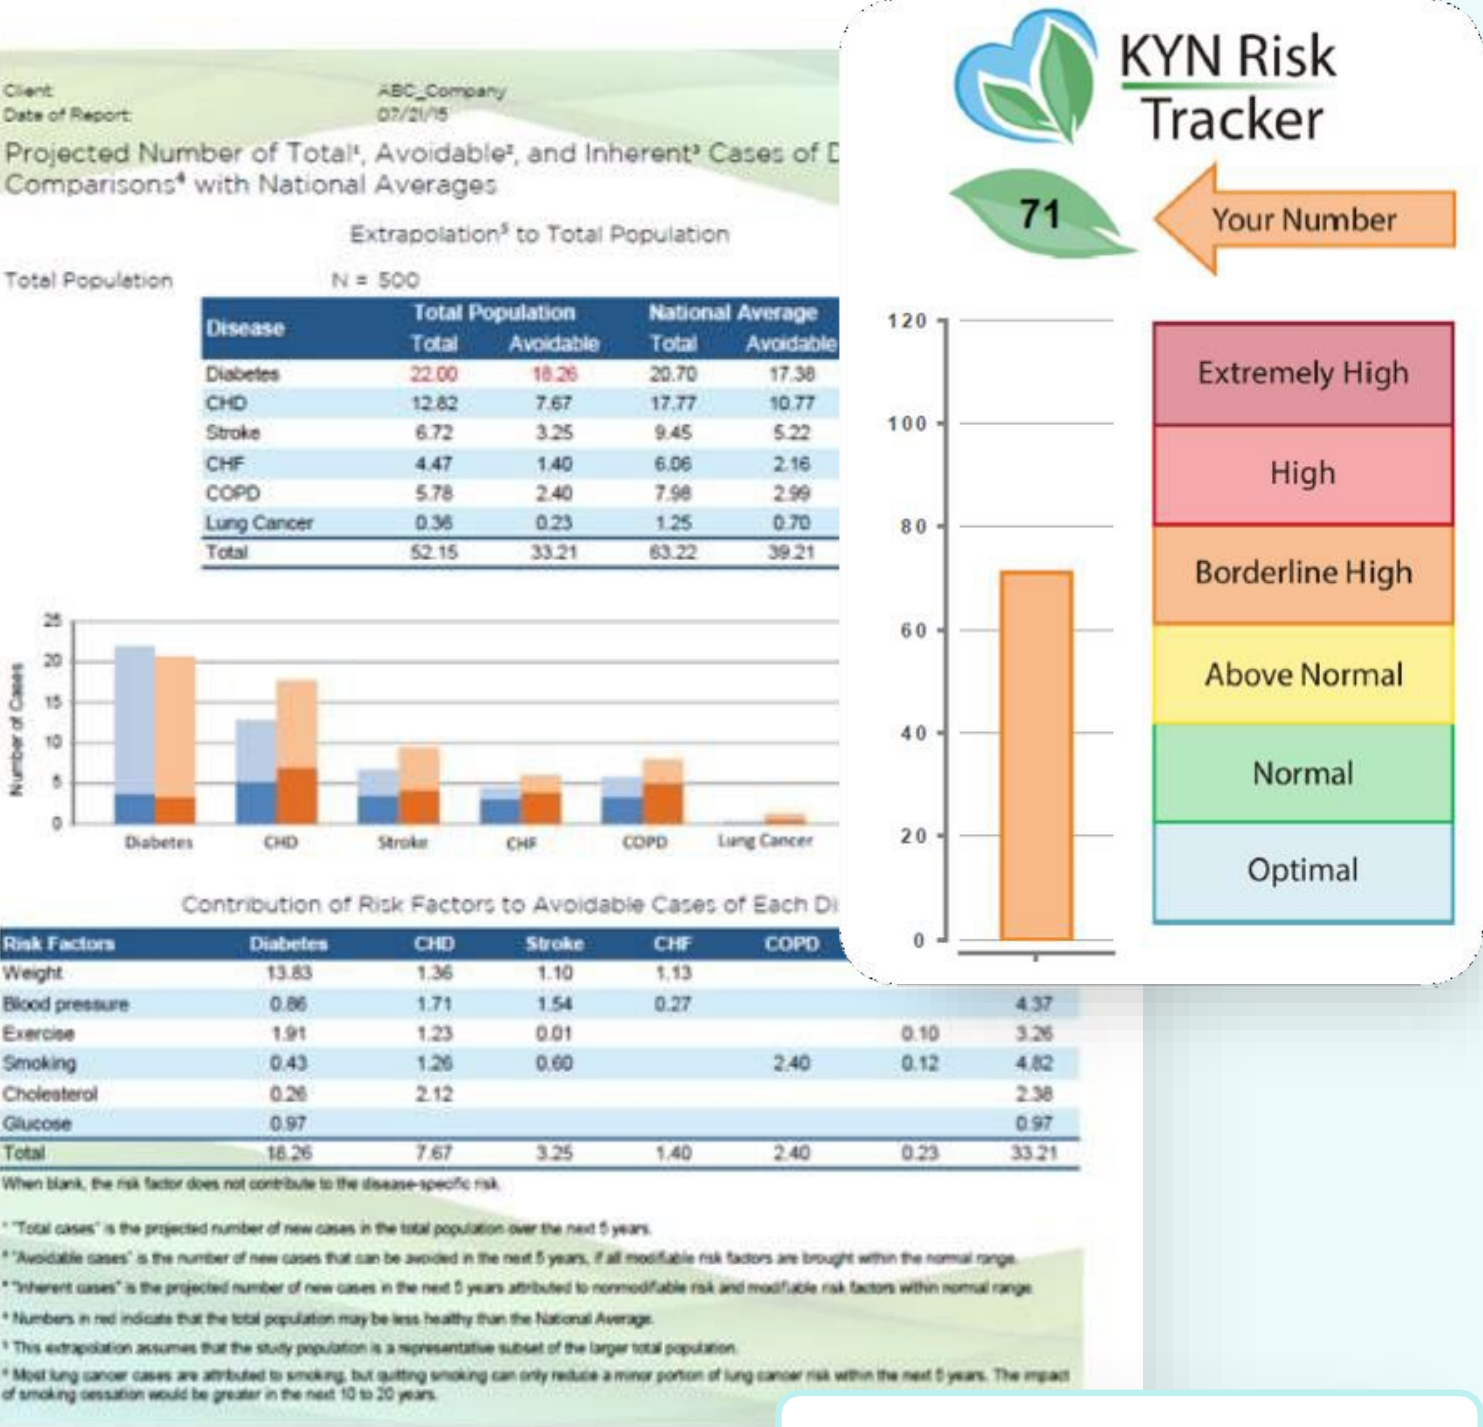 Client: ABC_Company
Date of Report: 07/21/15
Projected Number of Total¹, Avoidable², and Inherent³ Cases of D
Comparisons⁴ with National Averages
Extrapolation⁵ to Total Population
Total Population N = 500
Disease Total Population National Average
Total Avoidable Total Avoidable
Diabetes 22.00 18.26 20.70 17.38
CHD 12.82 7.67 17.77 10.77
Stroke 6.72 3.25 9.45 5.22
CHF 4.47 1.40 6.06 2.16
COPD 5.78 2.40 7.98 2.99
Lung Cancer 0.36 0.23 1.25 0.70
Total 52.15 33.21 63.22 39.21
Number of Cases
25
20
15
10
5
0
Diabetes CHD Stroke CHF COPD Lung Cancer
Contribution of Risk Factors to Avoidable Cases of Each Di
Risk Factors Diabetes CHD Stroke CHF COPD
Weight 13.83 1.36 1.10 1.13
Blood pressure 0.86 1.71 1.54 0.27 4.37
Exercise 1.91 1.23 0.01 0.10 3.26
Smoking 0.43 1.26 0.60 2.40 0.12 4.82
Cholesterol 0.26 2.12 2.38
Glucose 0.97 0.97
Total 18.26 7.67 3.25 1.40 2.40 0.23 33.21
When blank, the risk factor does not contribute to the disease-specific risk.
¹ "Total cases" is the projected number of new cases in the total population over the next 5 years.
² "Avoidable cases" is the number of new cases that can be avoided in the next 5 years, if all modifiable risk factors are brought within the normal range.
³ "Inherent cases" is the projected number of new cases in the next 5 years attributed to nonmodifiable risk and modifiable risk factors within normal range.
⁴ Numbers in red indicate that the total population may be less healthy than the National Average.
⁵ This extrapolation assumes that the study population is a representative subset of the larger total population.
⁶ Most lung cancer cases are attributed to smoking, but quitting smoking can only reduce a minor portion of lung cancer risk within the next 5 years. The impact
of smoking cessation would be greater in the next 10 to 20 years.
KYN Risk
Tracker
71
Your Number
120
100
80
60
40
20
0
Extremely High
High
Borderline High
Above Normal
Normal
Optimal